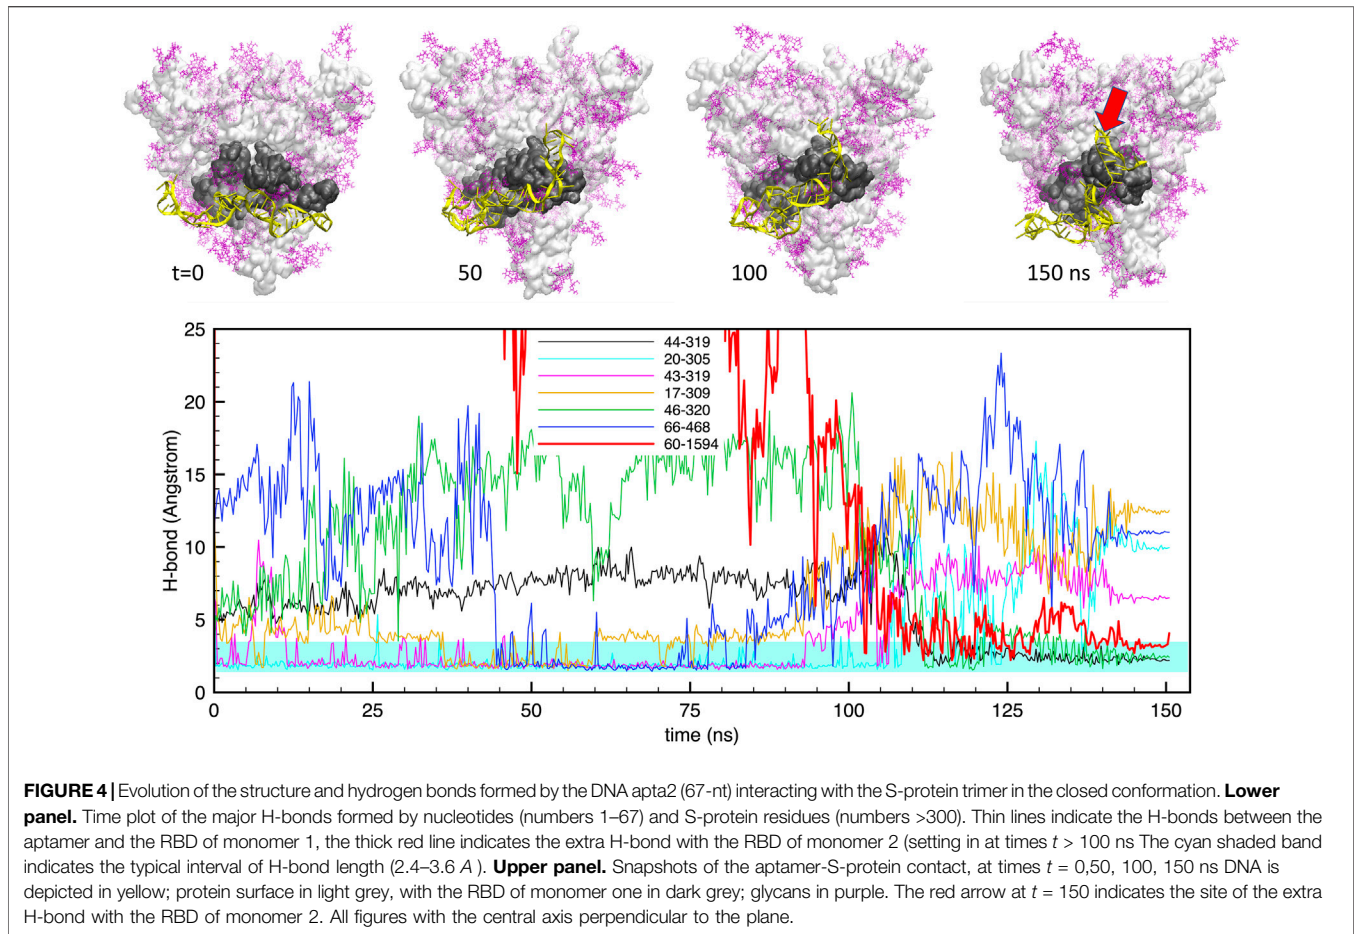 t=0
50
100
150 ns
25
20
15
10
5
0
H-bond (Angstrom)
44-319
20-305
43-319
17-309
46-320
66-468
60-1594
0
25
50
75
100
125
150
time (ns)
FIGURE 4 | Evolution of the structure and hydrogen bonds formed by the DNA apta2 (67-nt) interacting with the S-protein trimer in the closed conformation. Lower
panel. Time plot of the major H-bonds formed by nucleotides (numbers 1–67) and S-protein residues (numbers >300). Thin lines indicate the H-bonds between the
aptamer and the RBD of monomer 1, the thick red line indicates the extra H-bond with the RBD of monomer 2 (setting in at times t > 100 ns The cyan shaded band
indicates the typical interval of H-bond length (2.4–3.6 A ). Upper panel. Snapshots of the aptamer-S-protein contact, at times t = 0,50, 100, 150 ns DNA is
depicted in yellow; protein surface in light grey, with the RBD of monomer one in dark grey; glycans in purple. The red arrow at t = 150 indicates the site of the extra
H-bond with the RBD of monomer 2. All figures with the central axis perpendicular to the plane.